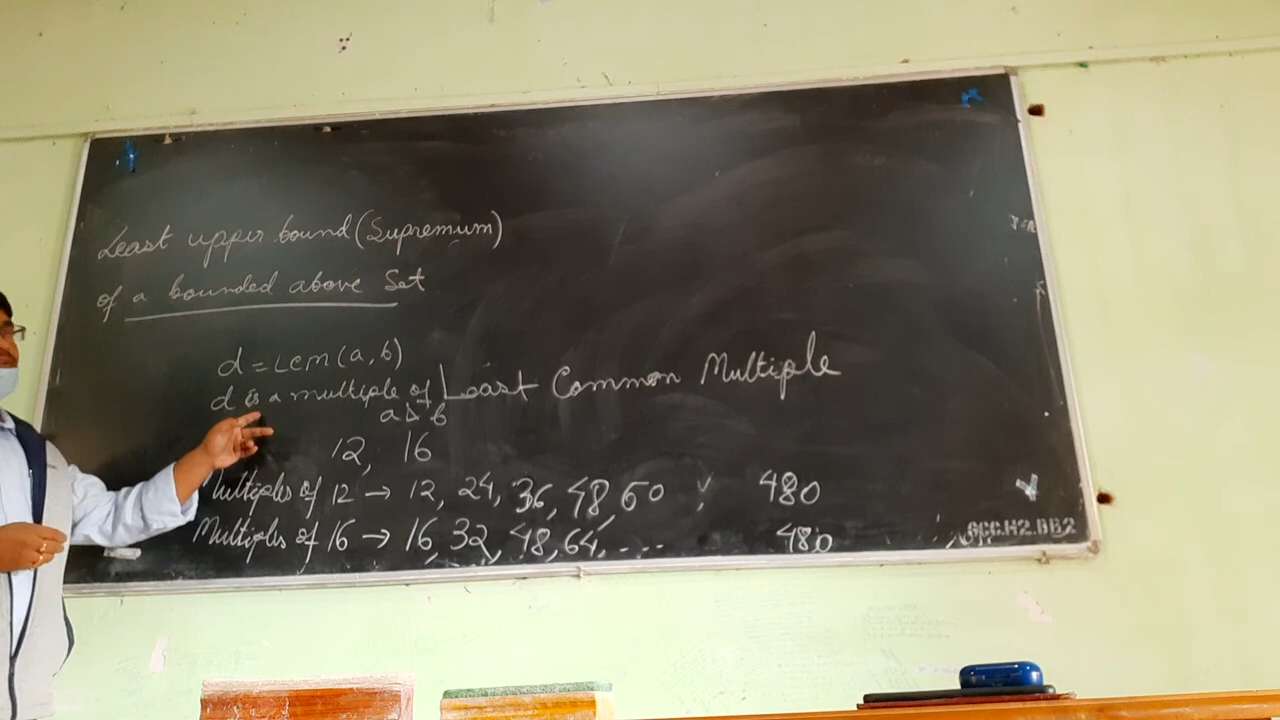 Least upper bound (Supremum)
of a bounded above Set
d = LCM(a, b)
d is a multiple of
a & b
Least Common Multiple
12, 16
Multiples of 12 → 12, 24, 36, 48, 60 480
Multiples of 16 → 16, 32, 48, 64, .... 480
GCC.H2.BB2